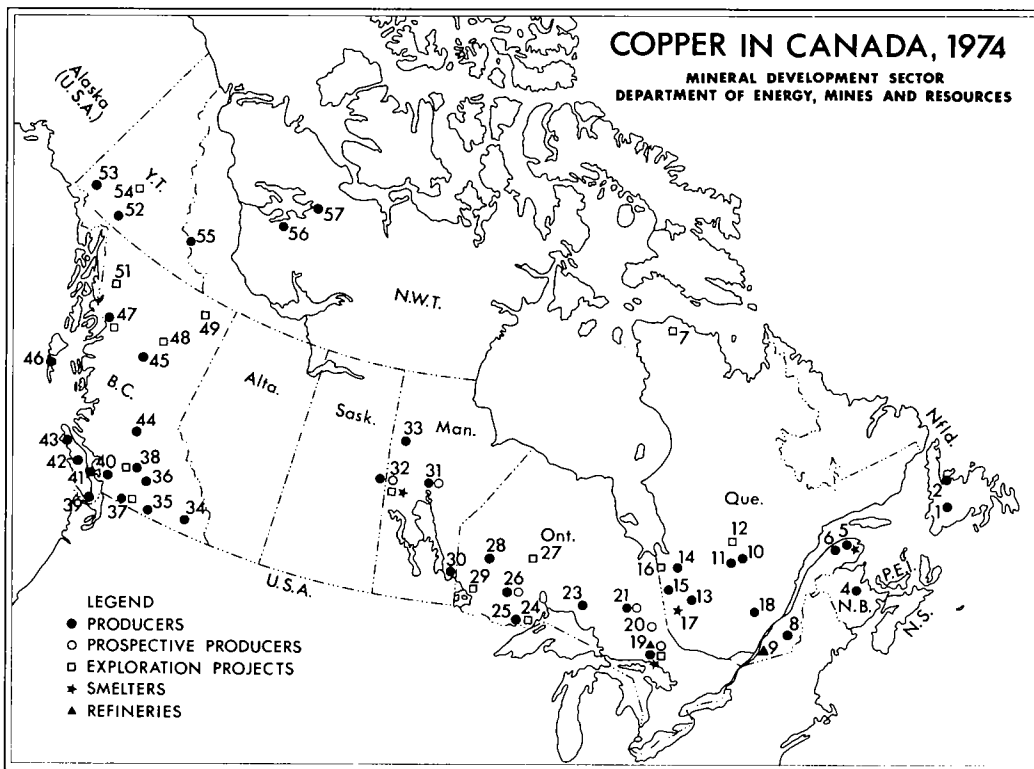 COPPER IN CANADA, 1974
MINERAL DEVELOPMENT SECTOR
DEPARTMENT OF ENERGY, MINES AND RESOURCES
Alaska
(U.S.A)
Y.T.
53
54
52
55
57
56
51
N.W.T.
47
49
48
7
46
45
B.C.
Alta.
Sask.
Man.
Nfld.
44
33
43
42
40
38
41
36
32
31
39
37
35
34
Que.
2
1
12
Ont.
27
28
16
14
11
10
6
5
30
29
26
15
13
4
P.E.I.
N.B.
N.S.
U.S.A.
25
24
23
21
20
17
18
8
19
9
LEGEND
PRODUCERS
PROSPECTIVE PRODUCERS
EXPLORATION PROJECTS
SMELTERS
REFINERIES